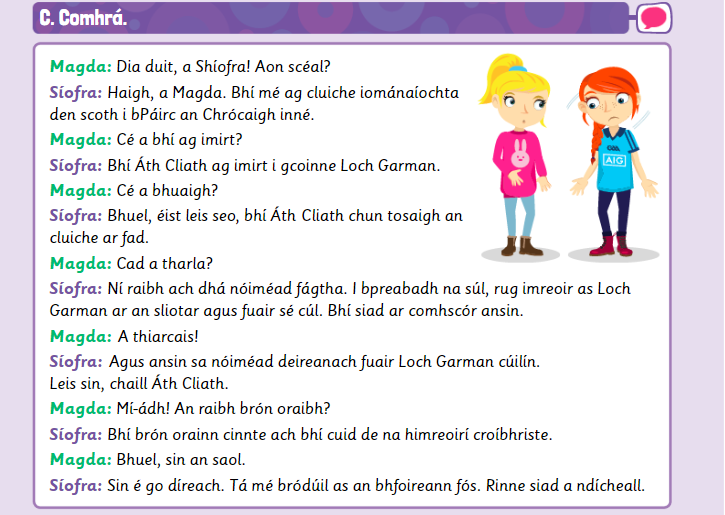 C. Comhrá.
Magda: Dia duit, a Shíofra! Aon scéal?
Síofra: Haigh, a Magda. Bhí mé ag cluiche iománaíochta
den scoth i bPáirc an Chrócaigh inné.
Magda: Cé a bhí ag imirt?
Síofra: Bhí Áth Cliath ag imirt i gcoinne Loch Garman.
Magda: Cé a bhuaigh?
Síofra: Bhuel, éist leis seo, bhí Áth Cliath chun tosaigh an
cluiche ar fad.
Magda: Cad a tharla?
Síofra: Ní raibh ach dhá nóiméad fágtha. I bpreabadh na súl, rug imreoir as Loch
Garman ar an sliotar agus fuair sé cúl. Bhí siad ar comhscór ansin.
Magda: A thiarcais!
Síofra: Agus ansin sa nóiméad deireanach fuair Loch Garman cúilín.
Leis sin, chaill Áth Cliath.
Magda: Mí-ádh! An raibh brón oraibh?
Síofra: Bhí brón orainn cinnte ach bhí cuid de na himreoirí croíbhriste.
Magda: Bhuel, sin an saol.
Síofra: Sin é go díreach. Tá mé bródúil as an bhfoireann fós. Rinne siad a ndícheall.
AIG